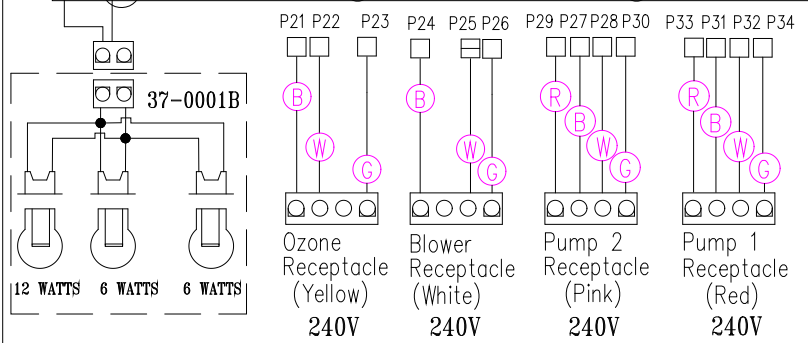 P21 P22 P23 P24 P25 P26 P29 P27 P28 P30 P33 P31 P32 P34
37-0001B
B B R R
B B
W W W W
G G G G
12 WATTS 6 WATTS 6 WATTS
Ozone
Receptacle
(Yellow)
240V
Blower
Receptacle
(White)
240V
Pump 2
Receptacle
(Pink)
240V
Pump 1
Receptacle
(Red)
240V